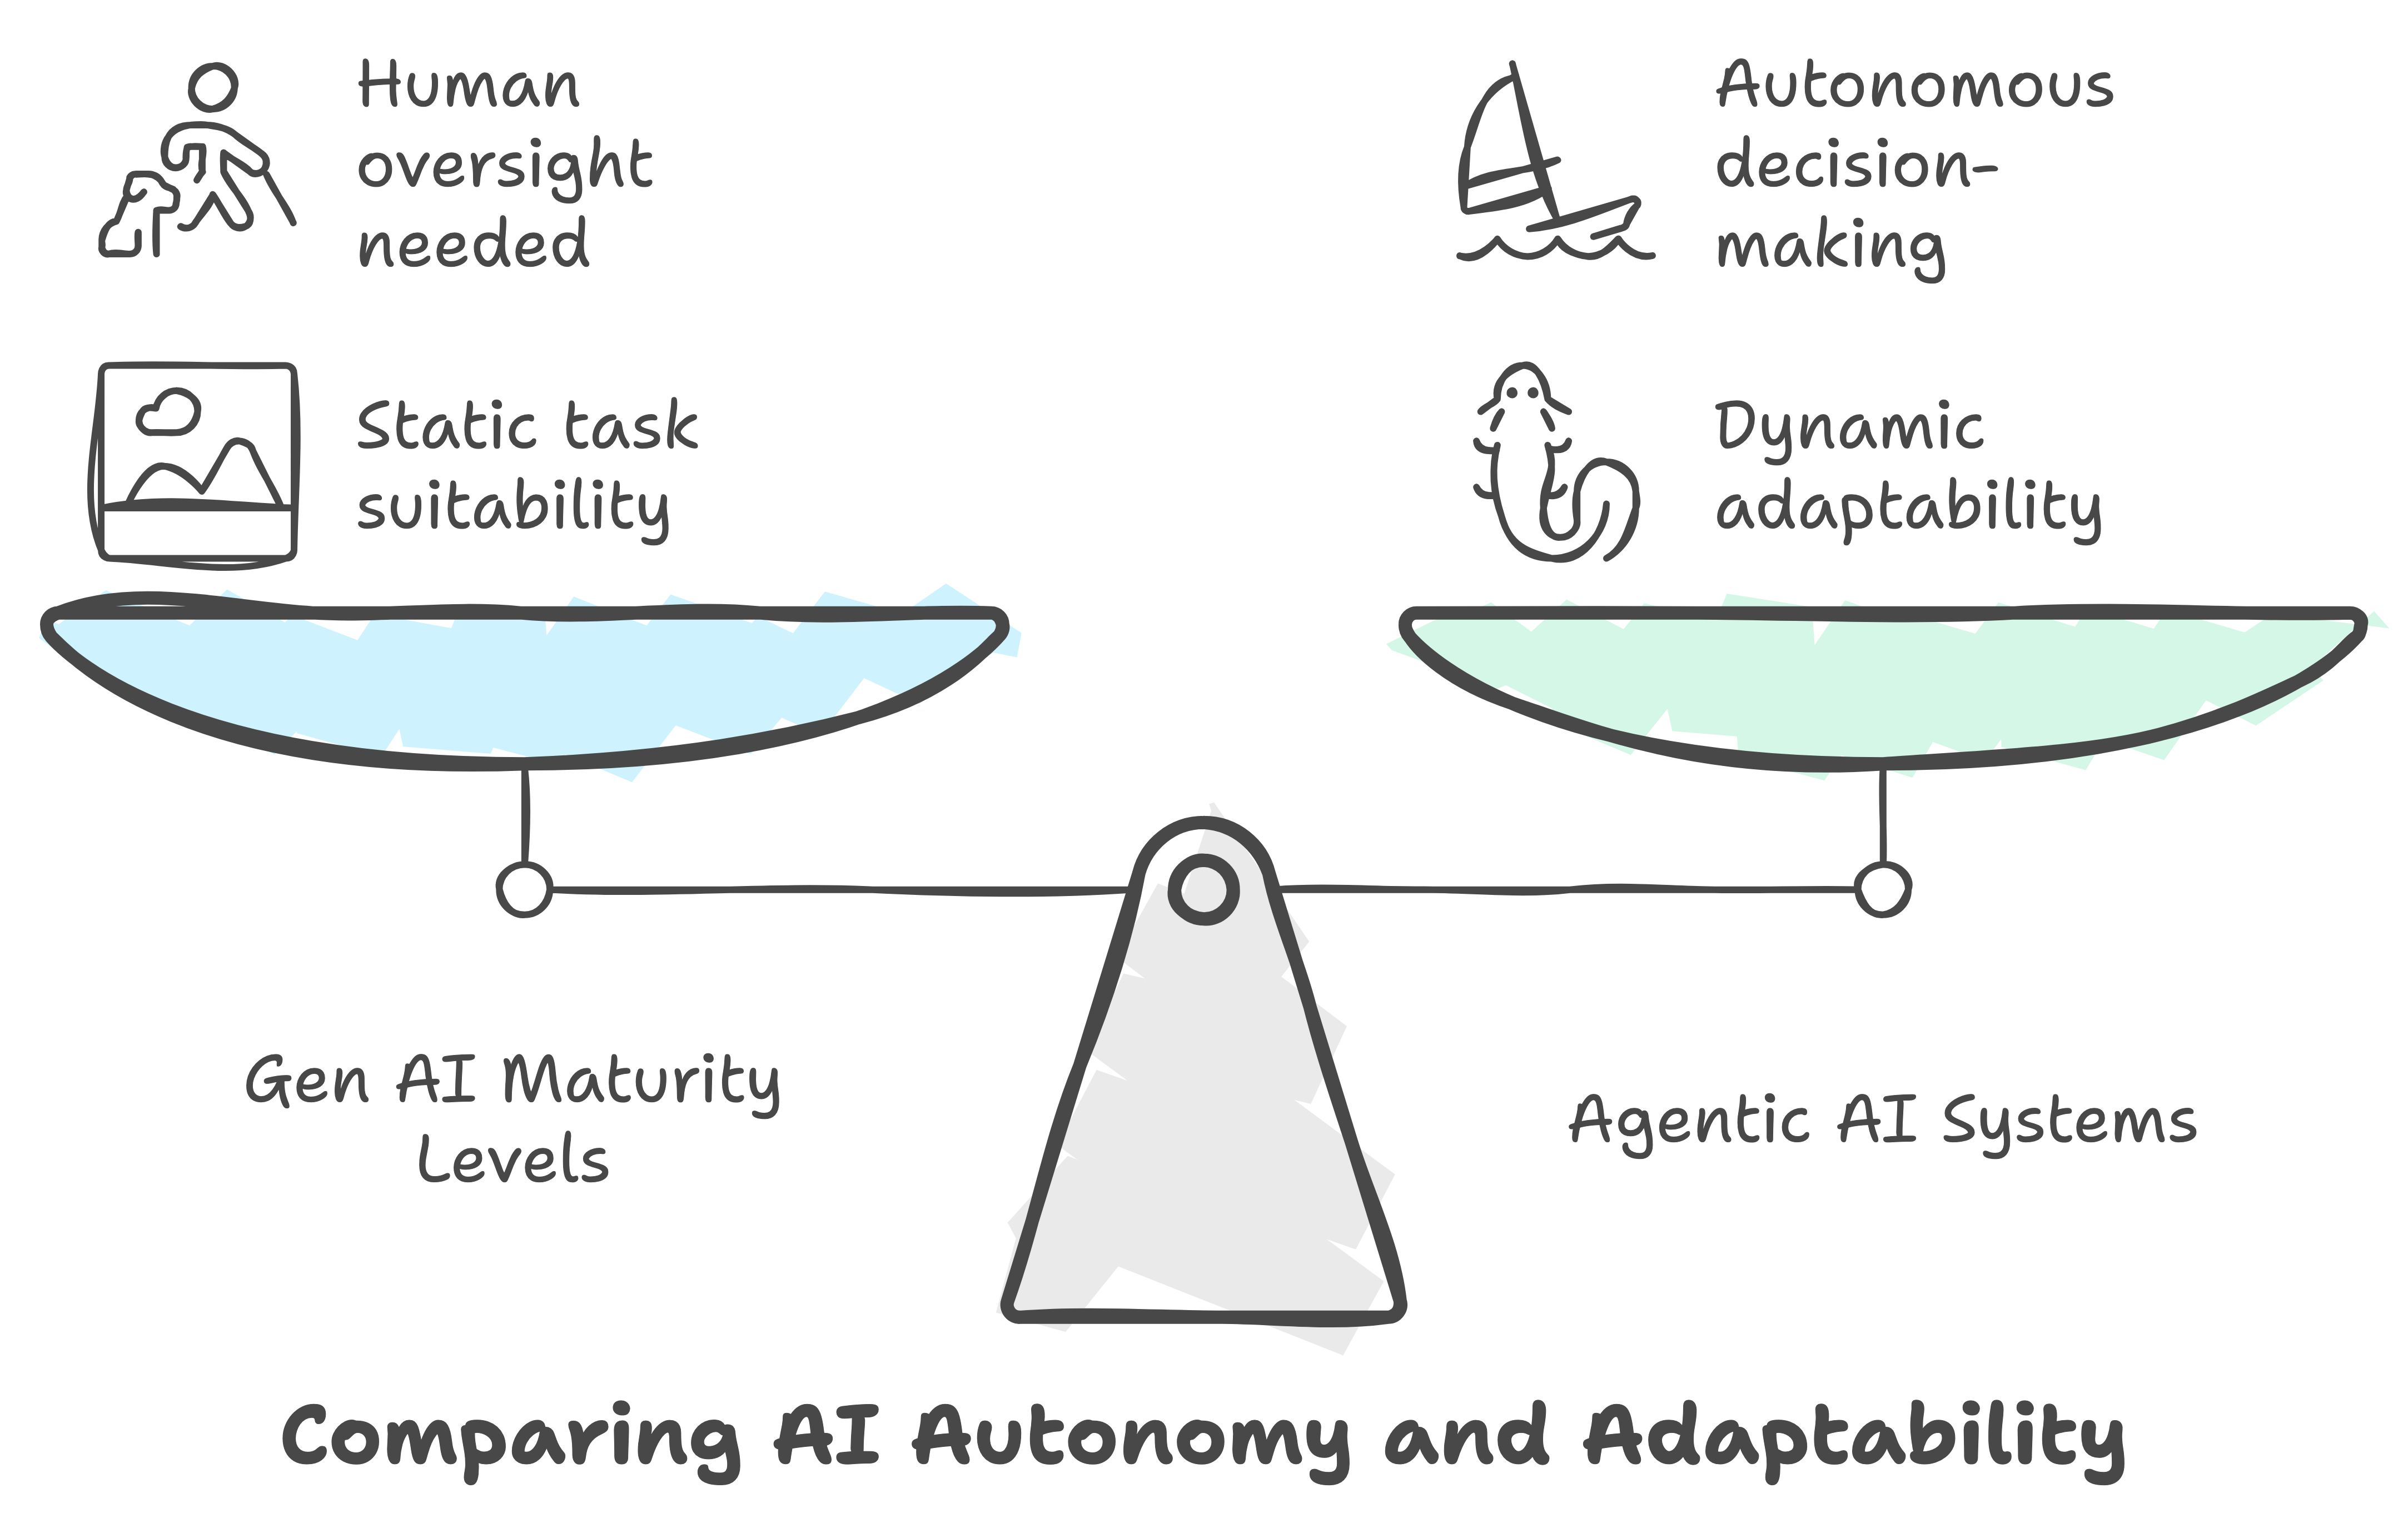 Human
oversight
needed
Static task
suitability
Autonomous
decision-
making
Dynamic
adaptability
Gen AI Maturity
Levels
Agentic AI Systems
Comparing AI Autonomy and Adaptability